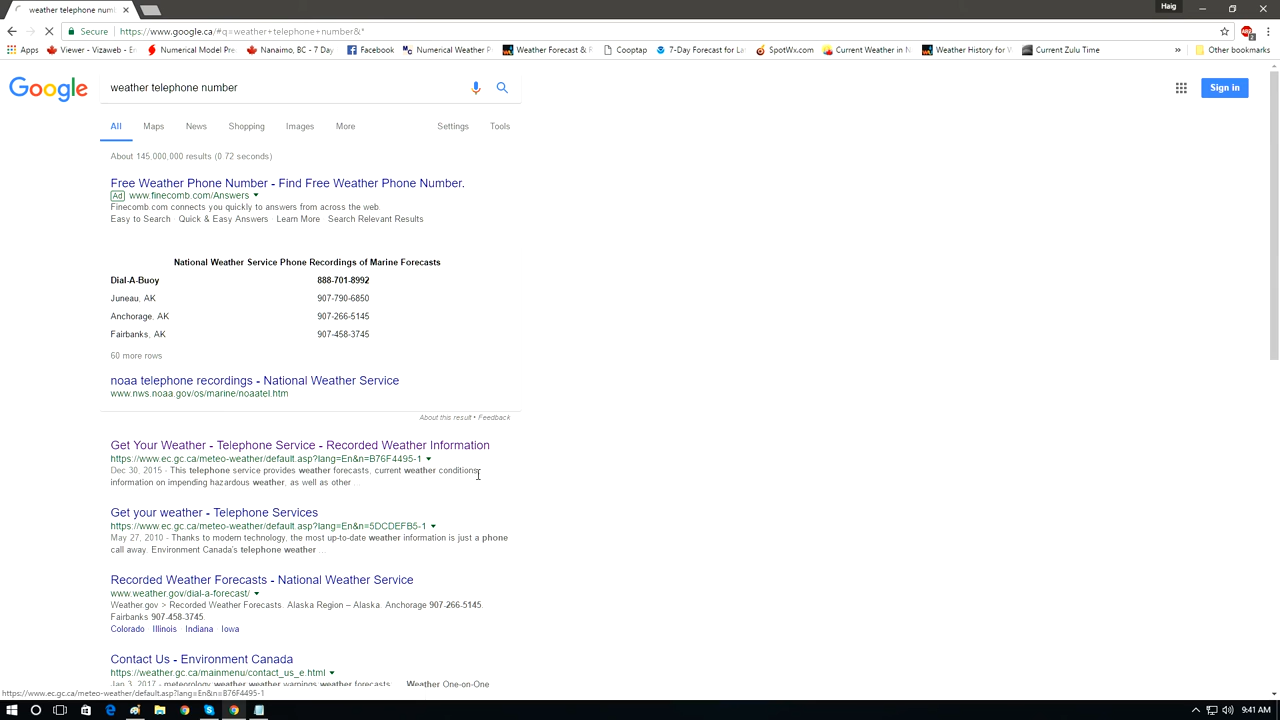 weather telephone num
Haig
Secure
https://www.google.ca/#q=weather+telephone+number&*
Apps
Viewer - Vizaweb - En
Numerical Model Pre
Nanaimo, BC - 7 Day
Facebook
Numerical Weather P
Weather Forecast & R
Cooptap
7-Day Forecast for La
SpotWx.com
Current Weather in N
Weather History for W
Current Zulu Time
»
Other bookmarks
Google
weather telephone number
Sign in
All Maps News Shopping Images More Settings Tools
About 145,000,000 results (0.72 seconds)
Free Weather Phone Number - Find Free Weather Phone Number.
Ad www.finecomb.com/Answers
Finecomb.com connects you quickly to answers from across the web.
Easy to Search · Quick & Easy Answers · Learn More · Search Relevant Results
National Weather Service Phone Recordings of Marine Forecasts
Dial-A-Buoy 888-701-8992
Juneau, AK 907-790-6850
Anchorage, AK 907-266-5145
Fairbanks, AK 907-458-3745
60 more rows
noaa telephone recordings - National Weather Service
www.nws.noaa.gov/os/marine/noaatel.htm
About this result • Feedback
Get Your Weather - Telephone Service - Recorded Weather Information
https://www.ec.gc.ca/meteo-weather/default.asp?lang=En&n=B76F4495-1
Dec 30, 2015 - This telephone service provides weather forecasts, current weather conditions,
information on impending hazardous weather, as well as other ...
Get your weather - Telephone Services
https://www.ec.gc.ca/meteo-weather/default.asp?lang=En&n=5DCDEFB5-1
May 27, 2010 - Thanks to modern technology, the most up-to-date weather information is just a phone
call away. Environment Canada's telephone weather ...
Recorded Weather Forecasts - National Weather Service
www.weather.gov/dial-a-forecast/
Weather.gov > Recorded Weather Forecasts. Alaska Region – Alaska. Anchorage 907-266-5145.
Fairbanks 907-458-3745.
Colorado · Illinois · Indiana · Iowa
Contact Us - Environment Canada
https://weather.gc.ca/mainmenu/contact_us_e.html
Jan 3, 2017 - meteorology weather weather warnings weather forecasts ... Weather One-on-One
https://www.ec.gc.ca/meteo-weather/default.asp?lang=En&n=B76F4495-1
9:41 AM